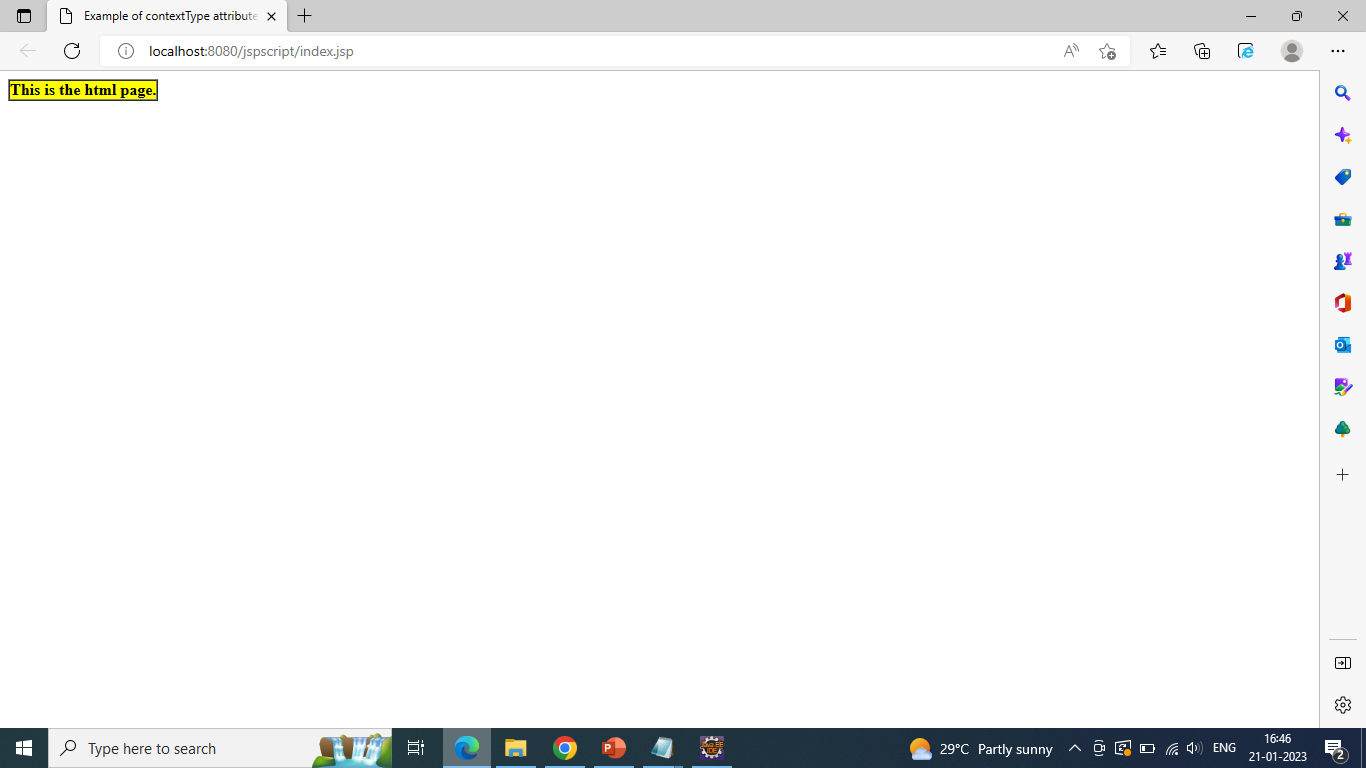 Example of contextType attribute
localhost:8080/jspscript/index.jsp
This is the html page.
Type here to search
29°C Partly sunny
ENG
16:46
21-01-2023
2